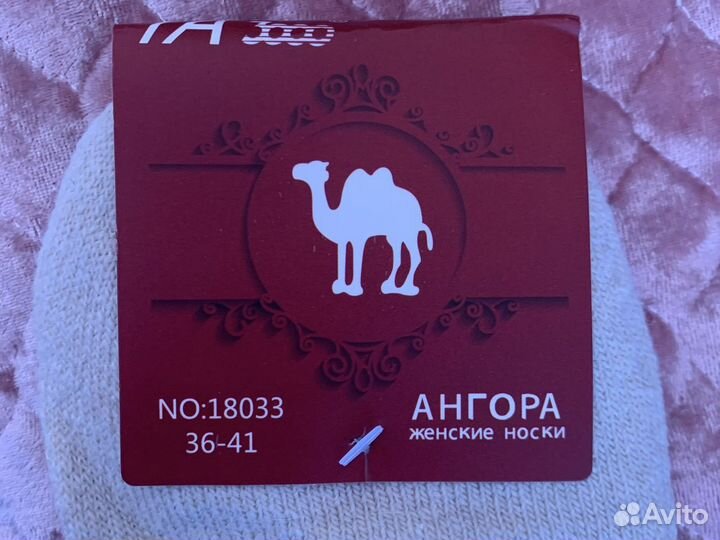 NO:18033
36-41
АНГОРА
женские носки
Avito